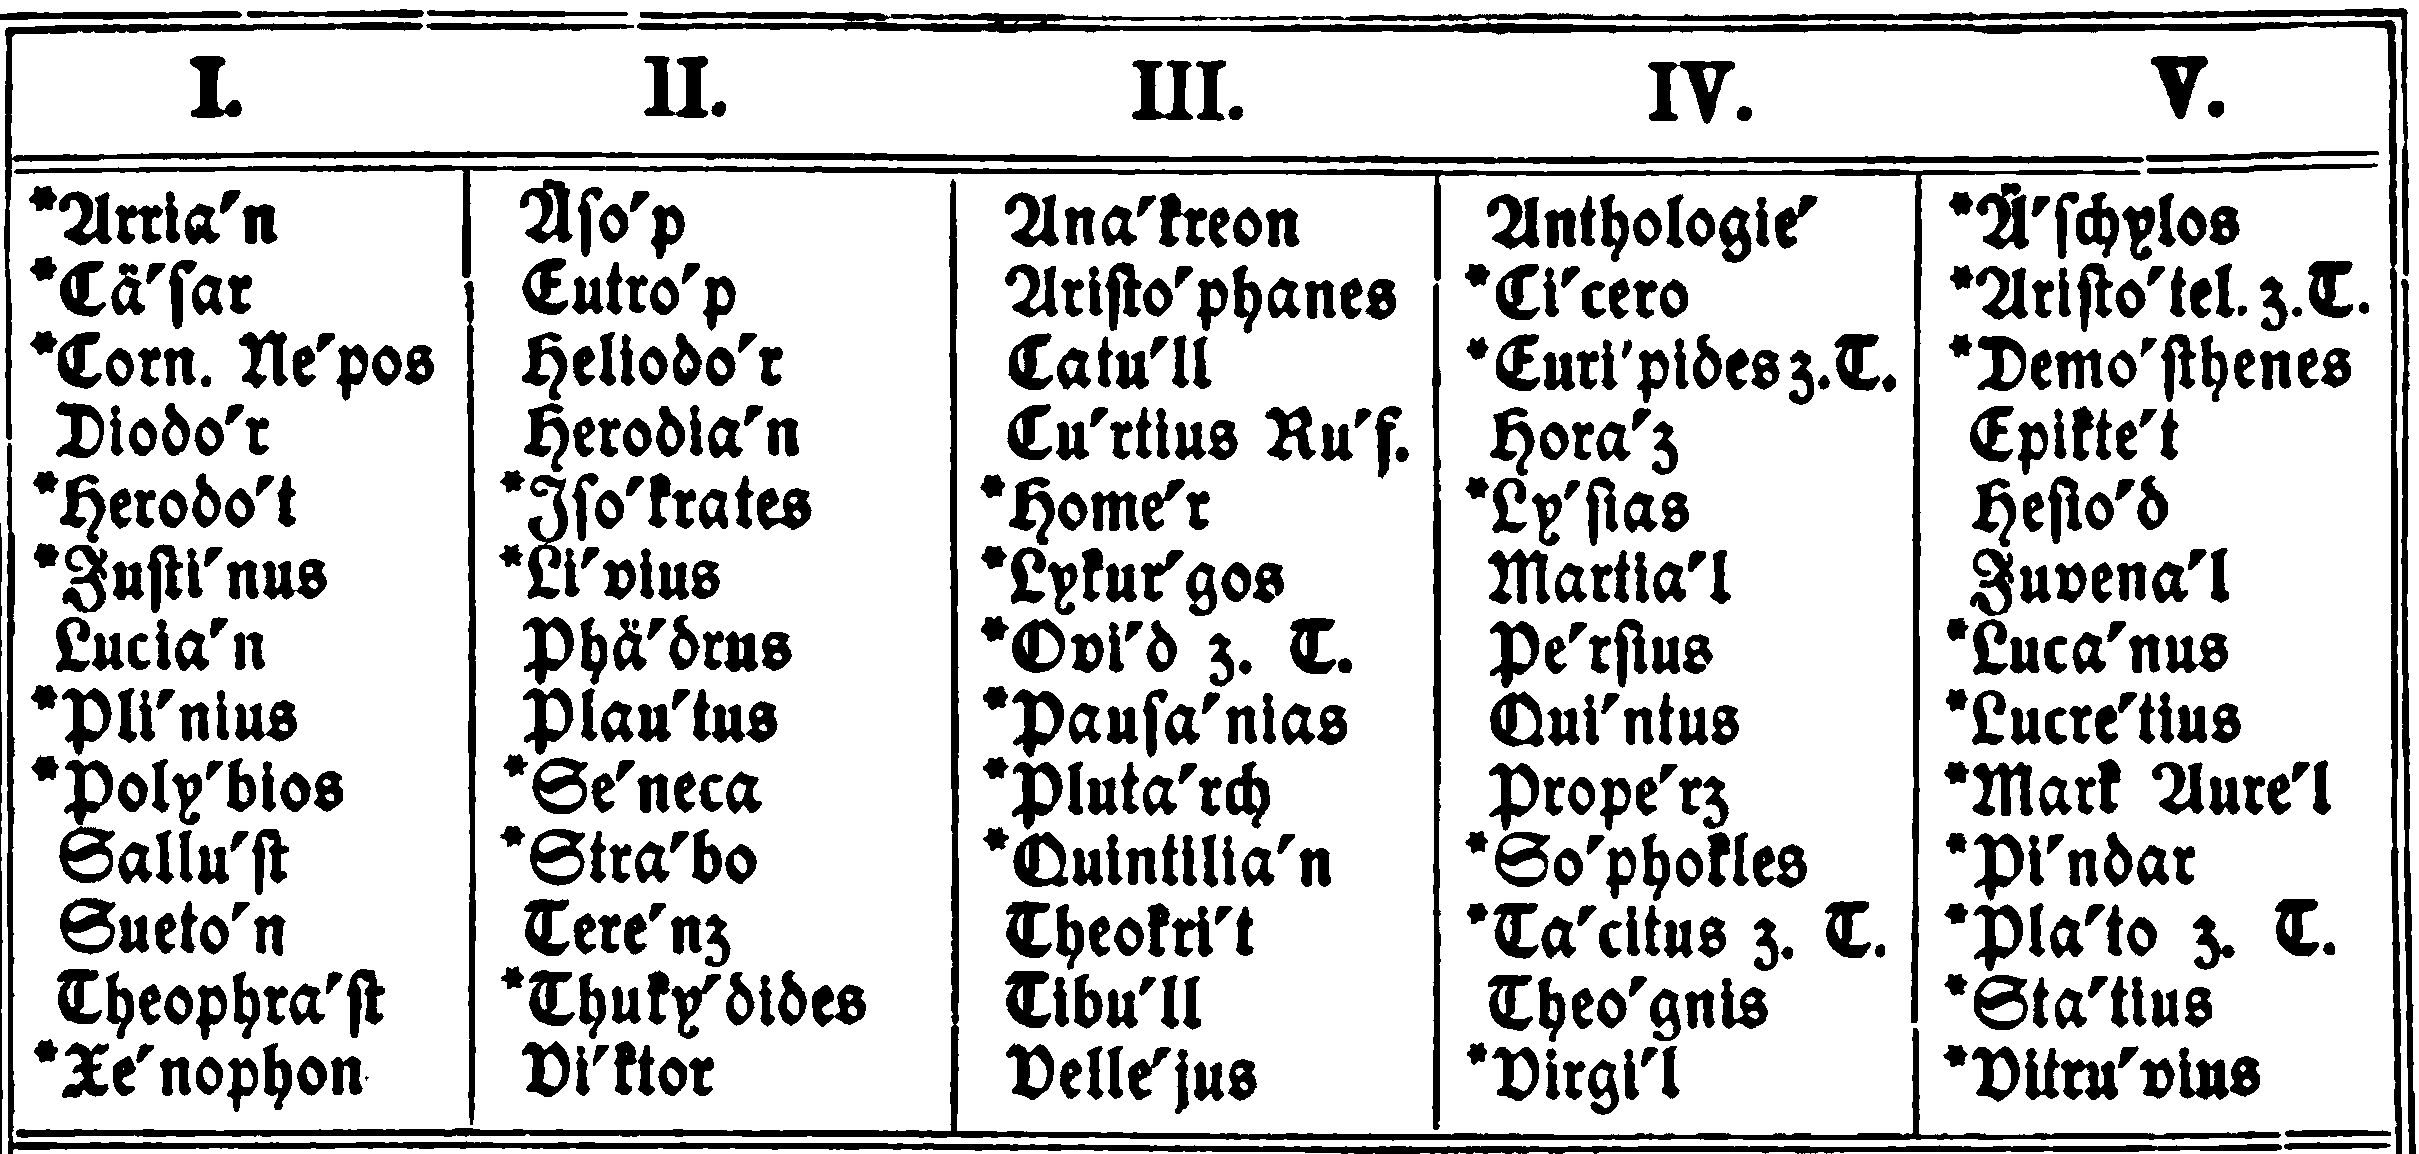 I. II. III. IV. V.
*Arria′n Äſo′p Ana′kreon Anthologie′ *Ä′ſchylos
*Cä′ſar Eutro′p Ariſto′phanes *Ci′cero *Ariſto′tel. z. T.
*Corn. Ne′pos Heliodo′r Catu′ll *Euri′pides z. T. *Demo′ſthenes
Diodo′r Herodia′n Cu′rtius Ru′f. Hora′z Epikte′t
*Herodo′t *Iſo′krates *Home′r *Ly′ſias Heſio′d
*Juſti′nus *Li′vius *Lykur′gos Martia′l Juvena′l
Lucia′n Phä′drus *Ovi′d z. T. Pe′rſius *Luca′nus
*Pli′nius Plau′tus *Pauſa′nias Qui′ntus *Lucre′tius
*Poly′bios *Se′neca *Pluta′rch Prope′rz *Mark Aure′l
Sallu′ſt *Stra′bo *Quintilia′n *So′phokles *Pi′ndar
Sueto′n Tere′nz Theokri′t *Ta′citus z. T. *Pla′to z. T.
Theophra′ſt *Thuky′dides Tibu′ll Theo′gnis *Sta′tius
*Xe′nophon Vi′ktor Velle′jus *Virgi′l *Vitru′vius